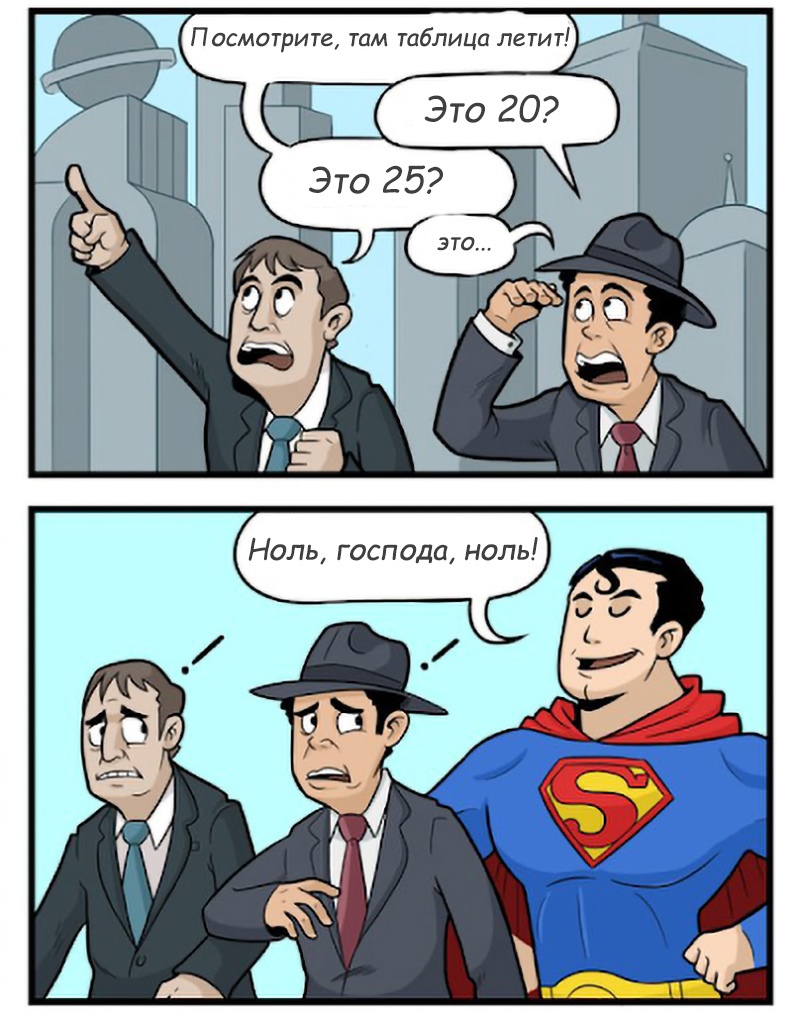 Посмотрите, там таблица летит!
Это 20?
Это 25?
это...
Ноль, господа, ноль!
S